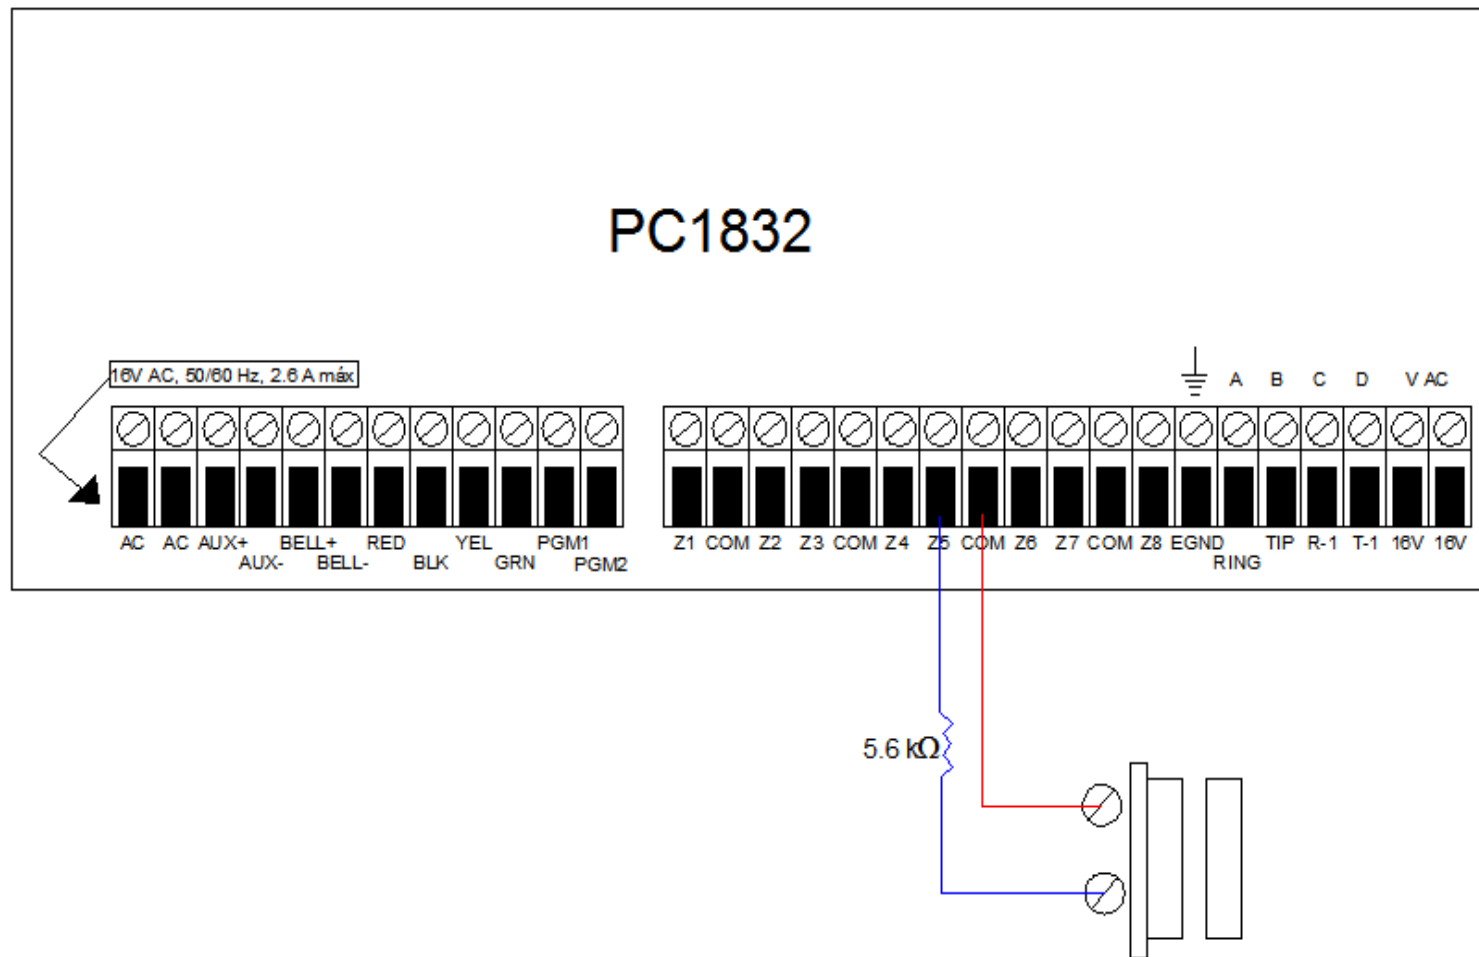 PC1832
16V AC, 50/60 Hz, 2.6 A máx
A B C D V AC
AC AC AUX+ BELL+ RED YEL PGM1
AUX- BELL- BLK GRN PGM2
Z1 COM Z2 Z3 COM Z4 Z5 COM Z6 Z7 COM Z8 EGND TIP R-1 T-1 16V 16V
RING
5.6 kΩ